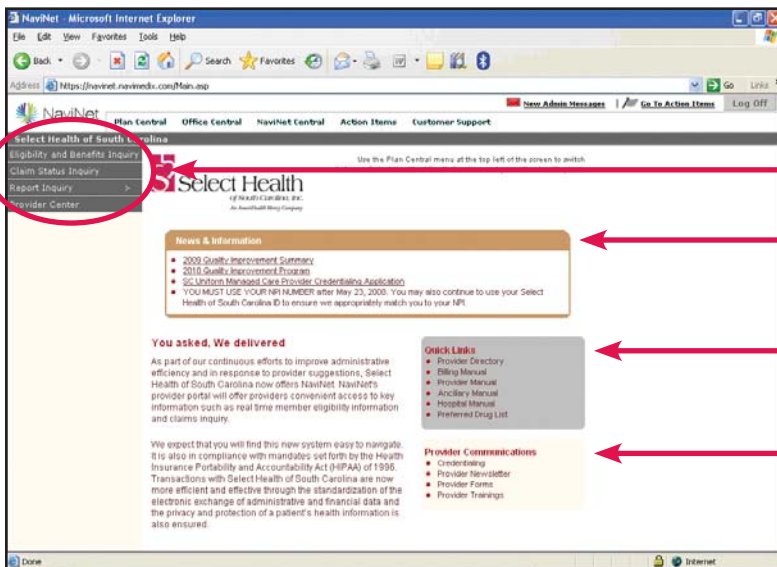 NaviNet - Microsoft Internet Explorer
File Edit View Favorites Tools Help
Back Search Favorites
Address https://navinet.navimedix.com/Main.asp Go Links
NaviNet Plan Central Office Central NaviNet Central Action Items Customer Support New Admin Messages Go To Action Items Log Off
Select Health of South Carolina
Eligibility and Benefits Inquiry
Claim Status Inquiry
Report Inquiry >
Provider Center
Use the Plan Central menu at the top left of the screen to switch
Select Health
of South Carolina, Inc.
News & Information
2009 Quality Improvement Summary
2010 Quality Improvement Program
SC Uniform Managed Care Provider Credentialing Application
YOU MUST USE YOUR NPI NUMBER after May 23, 2008. You may also continue to use your Select
Health of South Carolina ID to ensure we appropriately match you to your NPI.
You asked, We delivered
As part of our continuous efforts to improve administrative
efficiency and in response to provider suggestions, Select
Health of South Carolina now offers NaviNet. NaviNet's
provider portal will offer providers convenient access to key
information such as real time member eligibility information
and claims inquiry.
We expect that you will find this new system easy to navigate.
It is also in compliance with mandates set forth by the Health
Insurance Portability and Accountability Act (HIPAA) of 1996.
Transactions with Select Health of South Carolina are now
more efficient and effective through the standardization of the
electronic exchange of administrative and financial data and
the privacy and protection of a patient's health information is
also ensured.
Quick Links
Provider Directory
Billing Manual
Provider Manual
Ancillary Manual
Hospital Manual
Preferred Drug List
Provider Communications
Credentialing
Provider Newsletter
Provider Forms
Provider Trainings
Done Internet